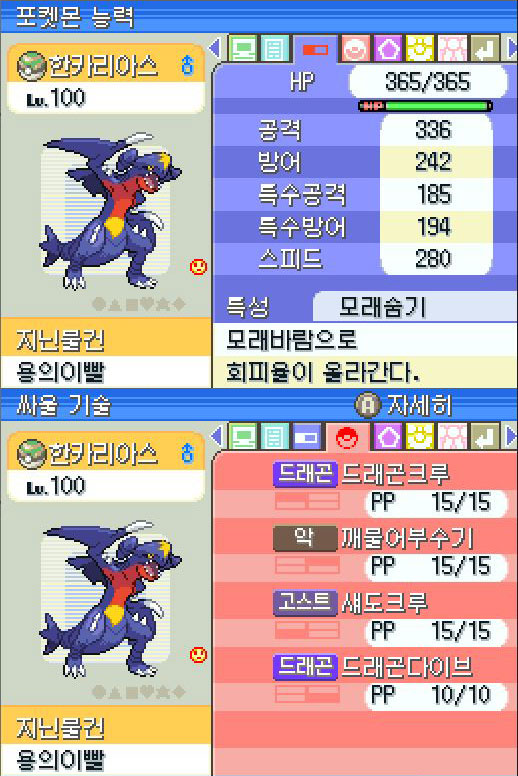 포켓몬 능력
한카리아스 ♂
Lv.100
HP 365/365
HP
공격 336
방어 242
특수공격 185
특수방어 194
스피드 280
특성 모래숨기
모래바람으로
회피율이 올라간다.
지닌물건
용의이빨
싸울 기술
Ⓐ 자세히
한카리아스 ♂
Lv.100
드래곤 드래곤크루
PP 15/15
악 깨물어부수기
PP 15/15
고스트 섀도크루
PP 15/15
드래곤 드래곤다이브
PP 10/10
지닌물건
용의이빨